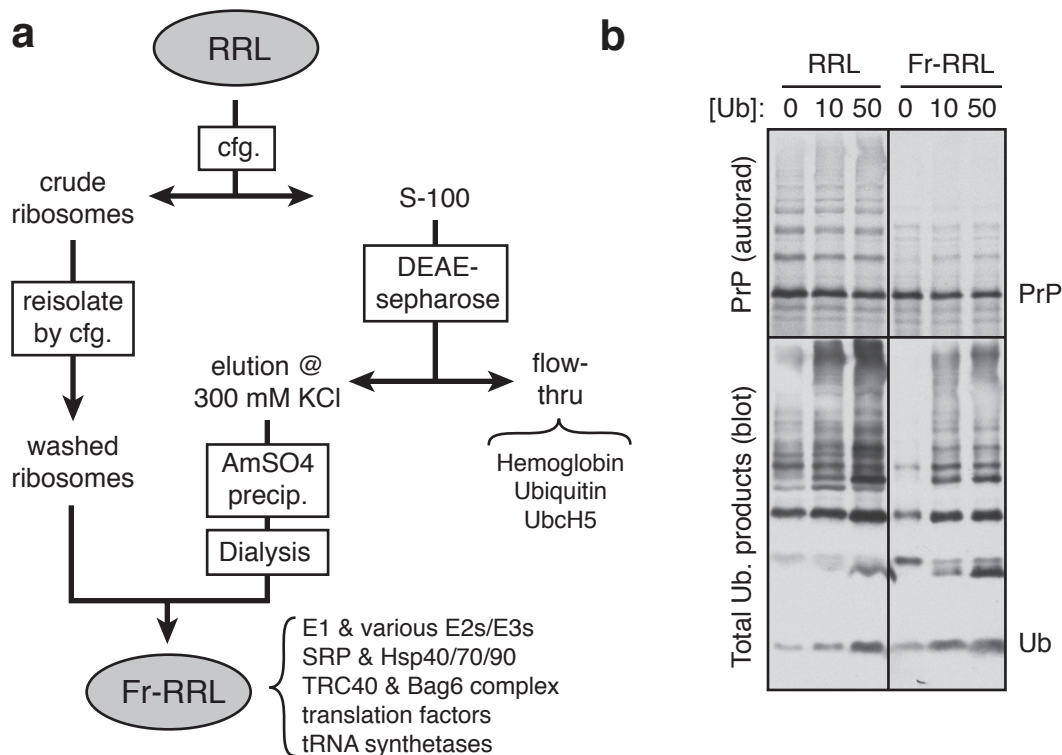 a
RRL
cfg.
crude
ribosomes
S-100
DEAE-
sepharose
reisolate
by cfg.
elution @
300 mM KCl
flow-
thru
washed
ribosomes
AmSO4
precip.
Hemoglobin
Ubiquitin
UbcH5
Dialysis
Fr-RRL
E1 & various E2s/E3s
SRP & Hsp40/70/90
TRC40 & Bag6 complex
translation factors
tRNA synthetases
b
RRL Fr-RRL
[Ub]: 0 10 50 0 10 50
PrP (autorad)
PrP
Total Ub. products (blot)
Ub